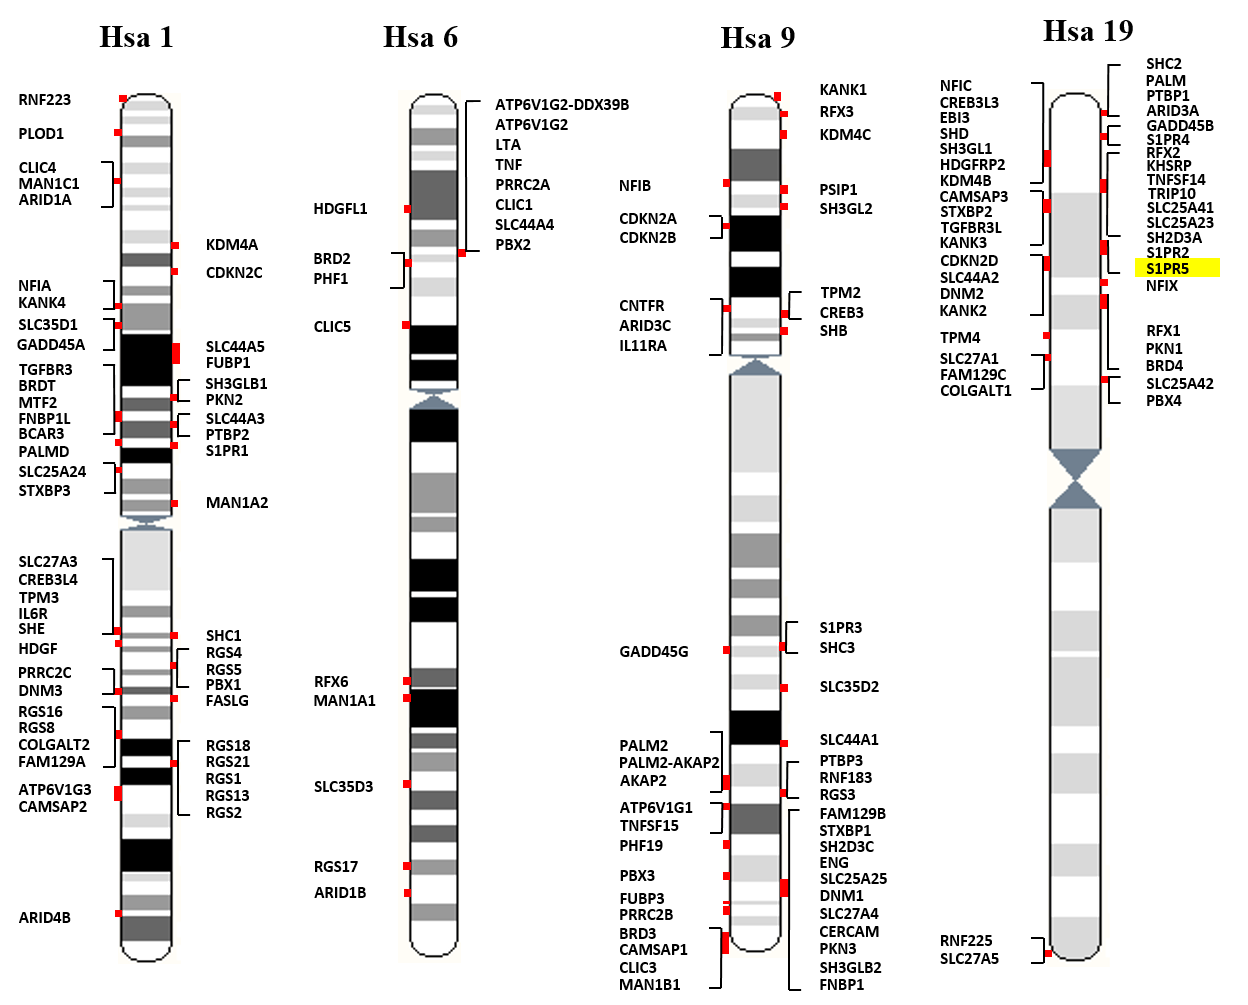 Hsa 1
RNF223
PLOD1
CLIC4
MAN1C1
ARID1A
KDM4A
CDKN2C
NFIA
KANK4
SLC35D1
GADD45A
SLC44A5
FUBP1
TGFBR3
BRDT
MTF2
FNBP1L
BCAR3
PALMD
SH3GLB1
PKN2
SLC44A3
PTBP2
S1PR1
SLC25A24
STXBP3
MAN1A2
SLC27A3
CREB3L4
TPM3
IL6R
SHE
HDGF
SHC1
RGS4
RGS5
PBX1
FASLG
PRRC2C
DNM3
RGS16
RGS8
COLGALT2
FAM129A
RGS18
RGS21
RGS1
RGS13
RGS2
ATP6V1G3
CAMSAP2
ARID4B
Hsa 6
ATP6V1G2-DDX39B
ATP6V1G2
LTA
TNF
PRRC2A
CLIC1
SLC44A4
PBX2
HDGFL1
BRD2
PHF1
CLIC5
RFX6
MAN1A1
SLC35D3
RGS17
ARID1B
Hsa 9
KANK1
RFX3
KDM4C
NFIB
PSIP1
SH3GL2
CDKN2A
CDKN2B
CNTFR
ARID3C
IL11RA
TPM2
CREB3
SHB
S1PR3
SHC3
GADD45G
SLC35D2
SLC44A1
PALM2
PALM2-AKAP2
AKAP2
PTBP3
RNF183
RGS3
ATP6V1G1
TNFSF15
PHF19
PBX3
FUBP3
PRRC2B
BRD3
CAMSAP1
CLIC3
MAN1B1
FAM129B
STXBP1
SH2D3C
ENG
SLC25A25
DNM1
SLC27A4
CERCAM
PKN3
SH3GLB2
FNBP1
Hsa 19
NFIC
CREB3L3
EBI3
SHD
SH3GL1
HDGFRP2
KDM4B
CAMSAP3
STXBP2
TGFBR3L
KANK3
CDKN2D
SLC44A2
DNM2
KANK2
TPM4
SLC27A1
FAM129C
COLGALT1
SHC2
PALM
PTBP1
ARID3A
GADD45B
S1PR4
RFX2
KHSRP
TNFSF14
TRIP10
SLC25A41
SLC25A23
SH2D3A
S1PR2
S1PR5
NFIX
RFX1
PKN1
BRD4
SLC25A42
PBX4
RNF225
SLC27A5